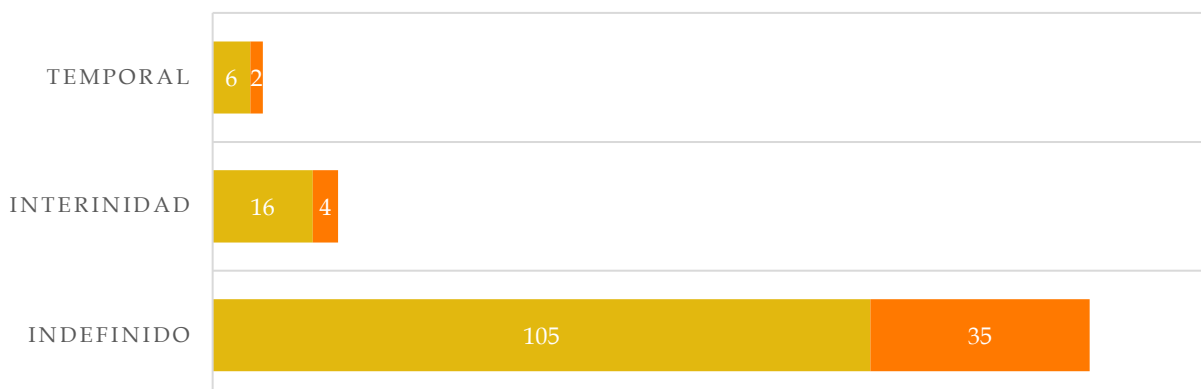 TEMPORAL 6 2
INTERINIDAD 16 4
INDEFINIDO 105 35